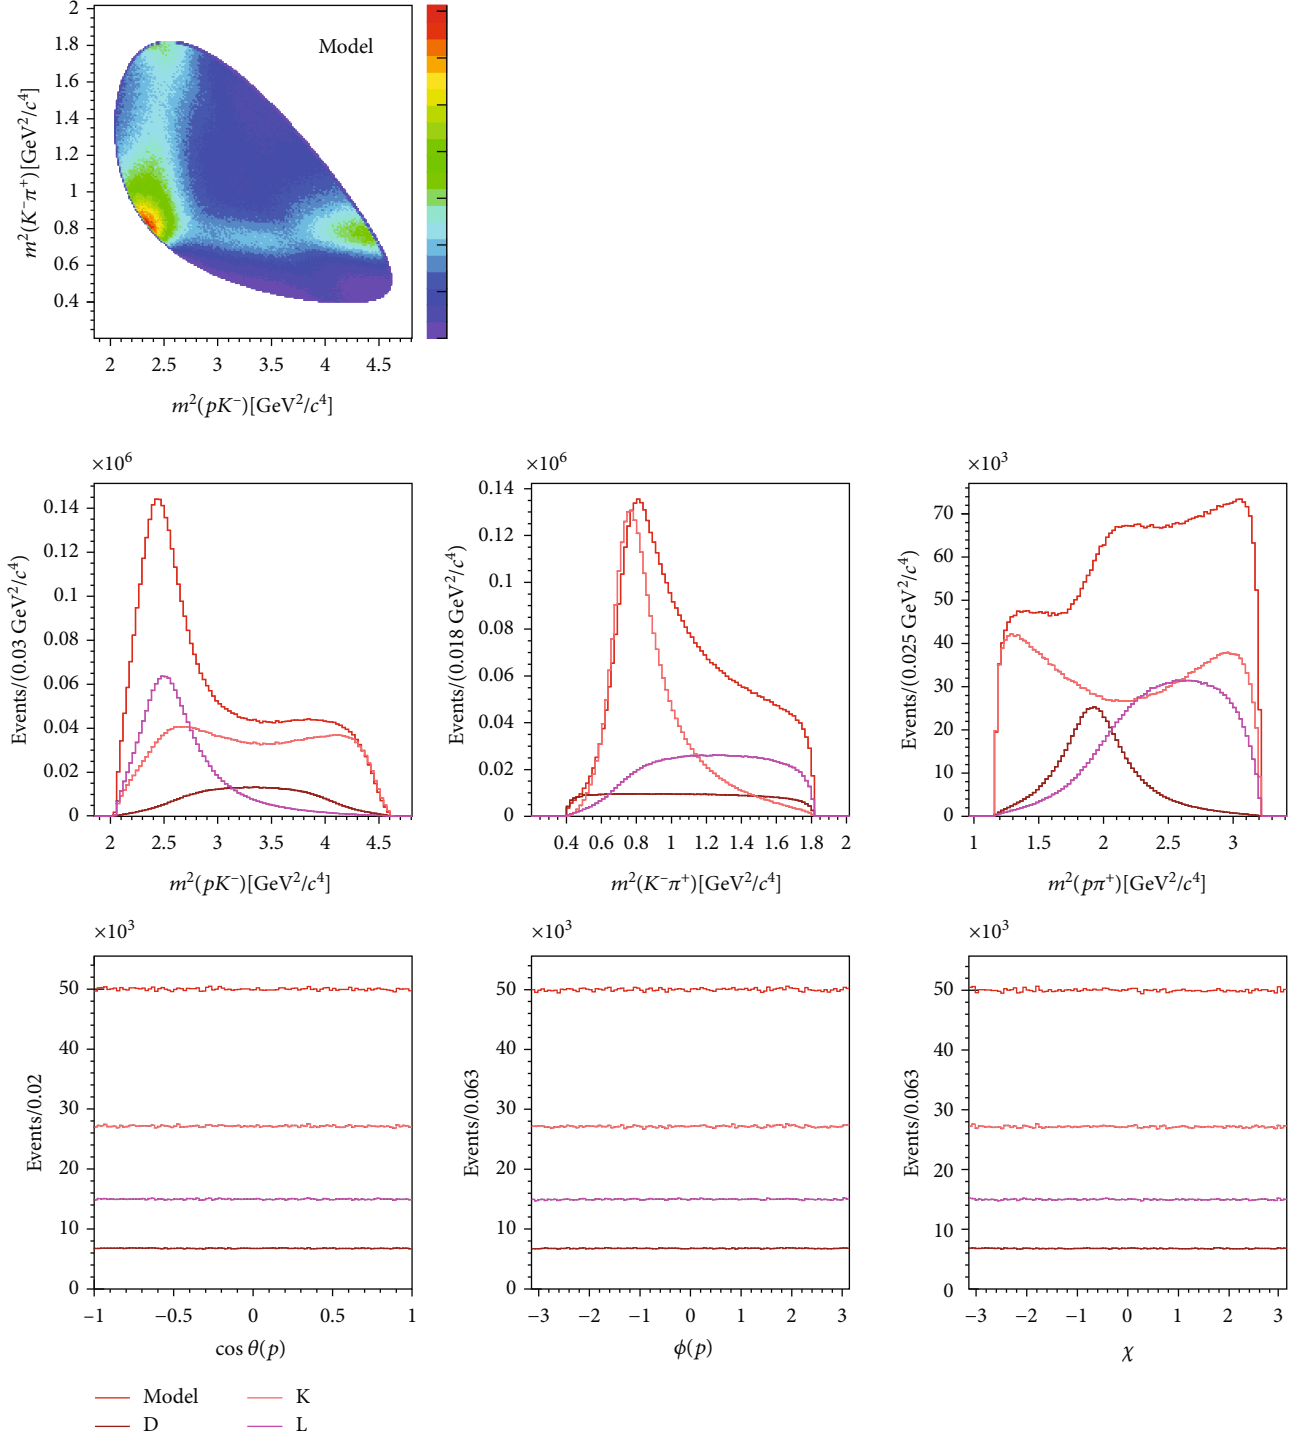 Model
2
1.8
1.6
1.4
1.2
1
0.8
0.6
0.4
m²(K⁻π⁺)[GeV²/c⁴]
2 2.5 3 3.5 4 4.5
m²(pK⁻)[GeV²/c⁴]
×10⁶
0.14
0.12
0.1
0.08
0.06
0.04
0.02
0
Events/(0.03 GeV²/c⁴)
2 2.5 3 3.5 4 4.5
m²(pK⁻)[GeV²/c⁴]
×10⁶
0.14
0.12
0.1
0.08
0.06
0.04
0.02
0
Events/(0.018 GeV²/c⁴)
0.4 0.6 0.8 1 1.2 1.4 1.6 1.8 2
m²(K⁻π⁺)[GeV²/c⁴]
×10³
70
60
50
40
30
20
10
0
Events/(0.025 GeV²/c⁴)
1 1.5 2 2.5 3
m²(pπ⁺)[GeV²/c⁴]
×10³
50
40
30
20
10
0
Events/0.02
−1 −0.5 0 0.5 1
cos θ(p)
×10³
50
40
30
20
10
0
Events/0.063
−3 −2 −1 0 1 2 3
ϕ(p)
×10³
50
40
30
20
10
0
Events/0.063
−3 −2 −1 0 1 2 3
χ
Model K
D L